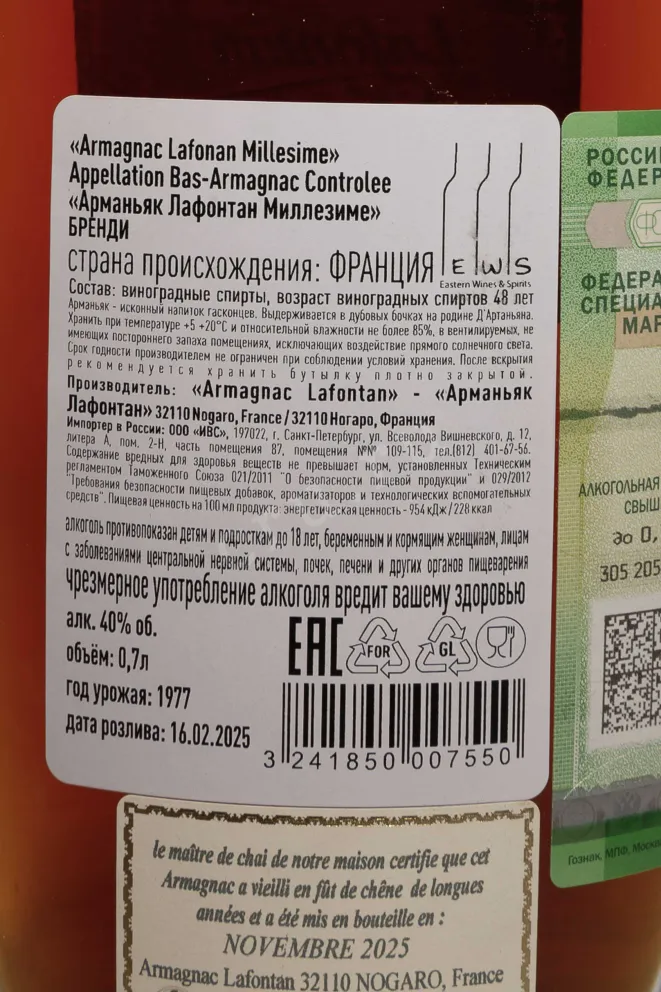 «Armagnac Lafonan Millesime»
Appellation Bas-Armagnac Controlee
«Арманьяк Лафонтан Миллезиме»
БРЕНДИ
страна происхождения: ФРАНЦИЯ
E W S
Eastern Wines & Spirits
Состав: виноградные спирты, возраст виноградных спиртов 48 лет
Арманьяк - исконный напиток гасконцев. Выдерживается в дубовых бочках на родине Д'Артаньяна.
Хранить при температуре +5 +20°С и относительной влажности не более 85%, в вентилируемых, не
имеющих постороннего запаха помещениях, исключающих воздействие прямого солнечного света.
Срок годности производителем не ограничен при соблюдении условий хранения. После вскрытия
рекомендуется хранить бутылку плотно закрытой.
Производитель: «Armagnac Lafontan» - «Арманьяк
Лафонтан» 32110 Nogaro, France / 32110 Ногаро, Франция
Импортер в России: ООО «ИВС», 197022, г. Санкт-Петербург, ул. Всеволода Вишневского, д. 12,
литера А, пом. 2-Н, часть помещения 87, помещения №№ 109-115, тел.(812) 401-67-56.
Содержание вредных для здоровья веществ не превышает норм, установленных Техническим
регламентом Таможенного Союза 021/2011 "О безопасности пищевой продукции" и 029/2012
"Требования безопасности пищевых добавок, ароматизаторов и технологических вспомогательных
средств". Пищевая ценность на 100 мл продукта: энергетическая ценность - 954 кДж / 228 ккал
алкоголь противопоказан детям и подросткам до 18 лет, беременным и кормящим женщинам, лицам
с заболеваниями центральной нервной системы, почек, печени и других органов пищеварения
чрезмерное употребление алкоголя вредит вашему здоровью
алк. 40% об.
объём: 0,7л
год урожая: 1977
дата розлива: 16.02.2025
EAC FOR GL
3 241850 007550
le maître de chai de notre maison certifie que cet
Armagnac a vieilli en fût de chêne de longues
années et a été mis en bouteille en :
NOVEMBRE 2025
Armagnac Lafontan 32110 NOGARO, France
РОССИ
ФЕДЕР
ФЕДЕРА
СПЕЦИА
МАР
АЛКОГОЛЬНАЯ
СВЫШ
до 0,
305 205
Гознак, МПФ, Москва